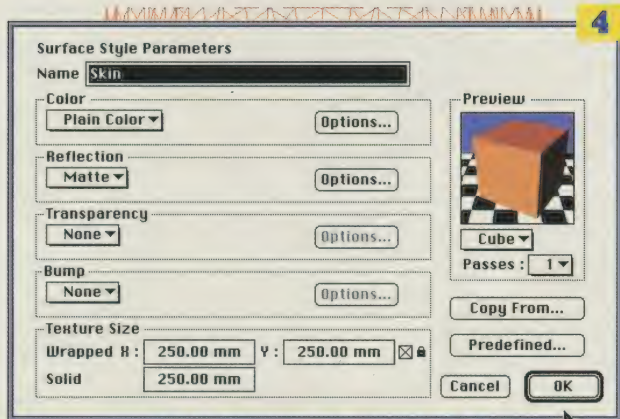 4
Surface Style Parameters
Name Skin
Color
Plain Color
Options...
Reflection
Matte
Options...
Transparency
None
Options...
Bump
None
Options...
Texture Size
Wrapped X : 250.00 mm Y : 250.00 mm
Solid 250.00 mm
Preview
Cube
Passes : 1
Copy From...
Predefined...
Cancel OK